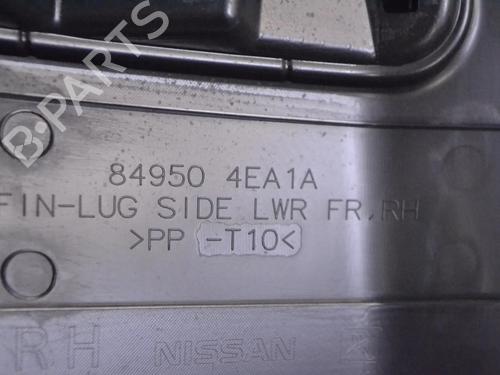 B·PARTS
84950 4EA1A
FIN-LUG SIDE LWR FR,RH
>PP -T10<
RH NISSAN